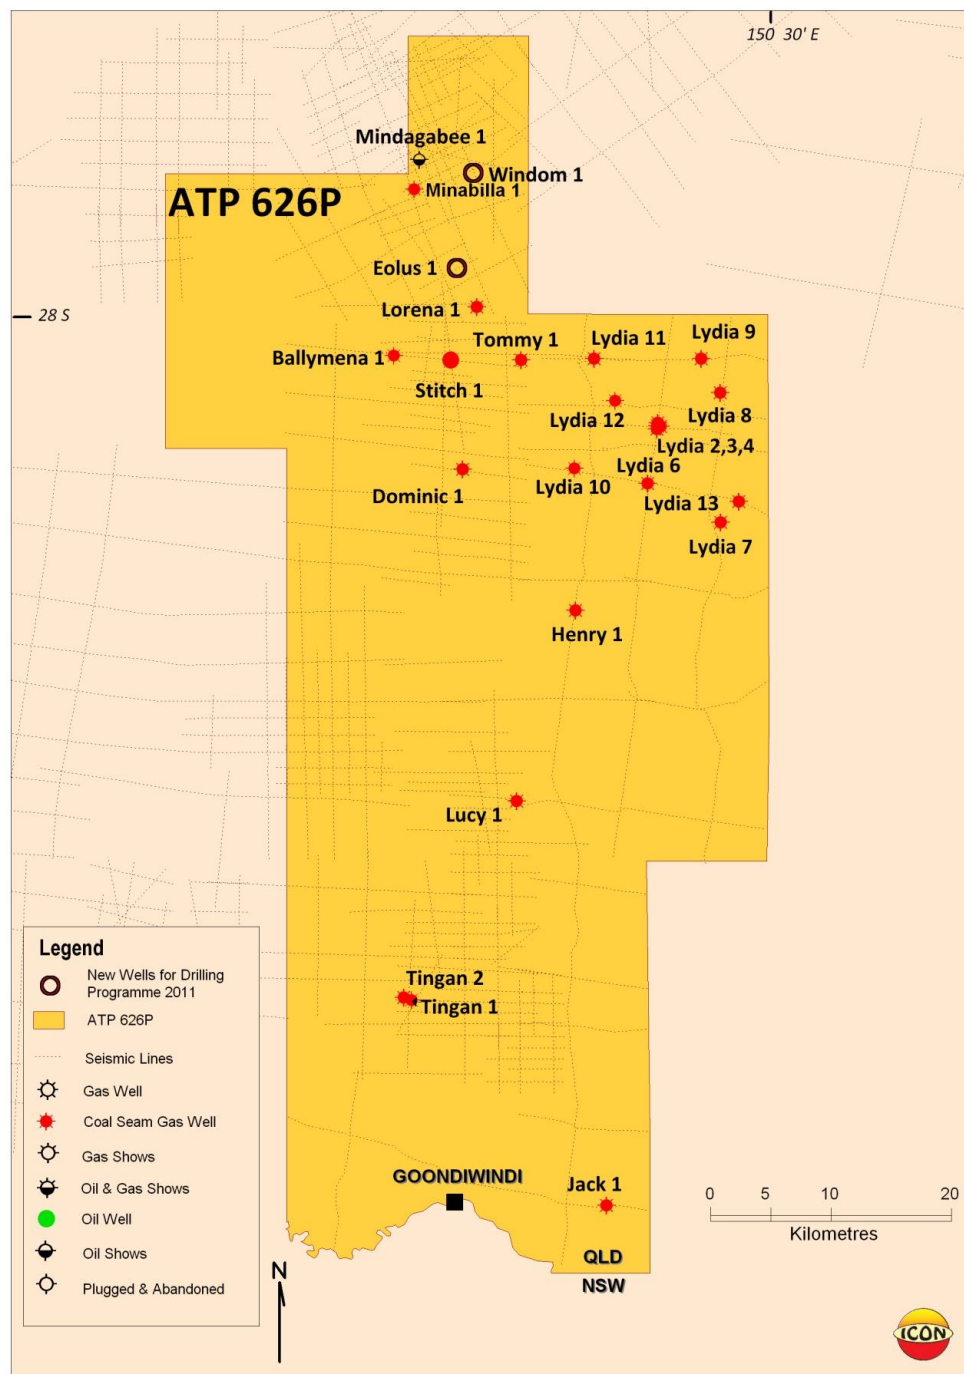 150 30' E
Mindagabee 1
Windom 1
Minabilla 1
ATP 626P
Eolus 1
Lorena 1
28 S
Tommy 1
Lydia 11
Lydia 9
Ballymena 1
Stitch 1
Lydia 12
Lydia 8
Lydia 2,3,4
Lydia 6
Dominic 1
Lydia 10
Lydia 13
Lydia 7
Henry 1
Lucy 1
Tingan 2
Tingan 1
Legend
New Wells for Drilling
Programme 2011
ATP 626P
Seismic Lines
Gas Well
Coal Seam Gas Well
Gas Shows
Oil & Gas Shows
Oil Well
Oil Shows
Plugged & Abandoned
GOONDIWINDI
Jack 1
0 5 10 20
Kilometres
QLD
NSW
N
ICON